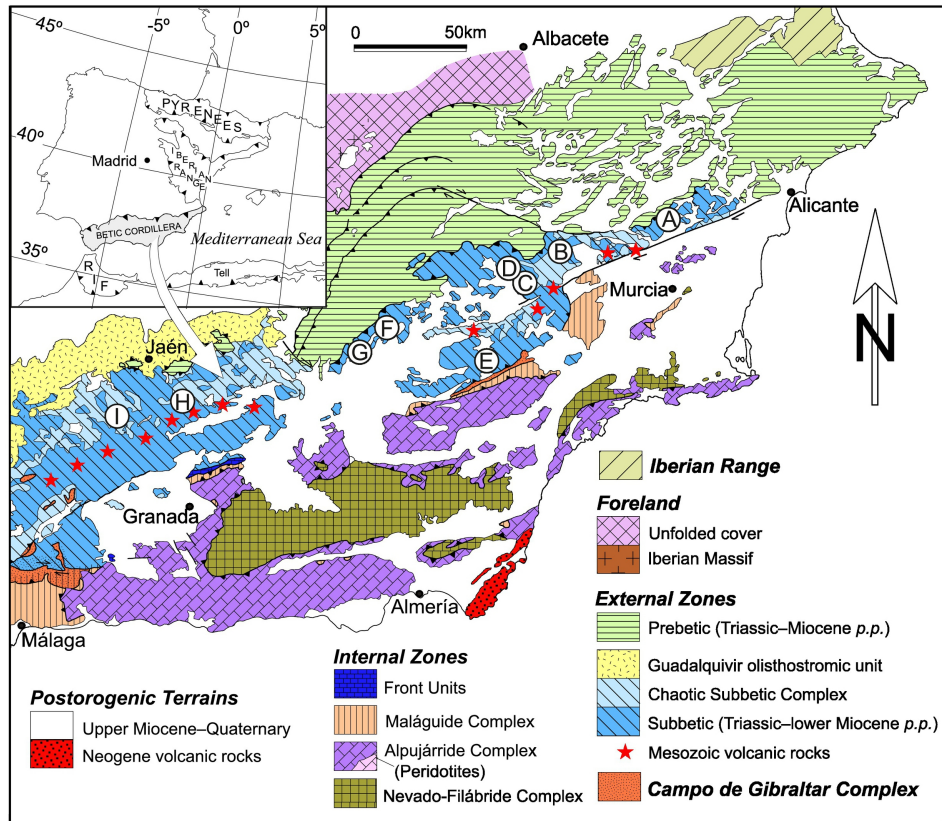 45°
-5°
0°
5°
40°
35°
PYRENEES
IBERIAN
RANGE
Madrid
BETIC CORDILLERA
Mediterranean Sea
RIF
Tell
0
50km
Albacete
Alicante
Murcia
Jaén
Granada
Almería
Málaga
A
B
D
C
F
G
E
H
I
N
Iberian Range
Foreland
Unfolded cover
Iberian Massif
External Zones
Prebetic (Triassic–Miocene p.p.)
Guadalquivir olisthostromic unit
Chaotic Subbetic Complex
Subbetic (Triassic–lower Miocene p.p.)
Mesozoic volcanic rocks
Campo de Gibraltar Complex
Internal Zones
Front Units
Maláguide Complex
Alpujárride Complex
(Peridotites)
Nevado-Filábride Complex
Postorogenic Terrains
Upper Miocene–Quaternary
Neogene volcanic rocks